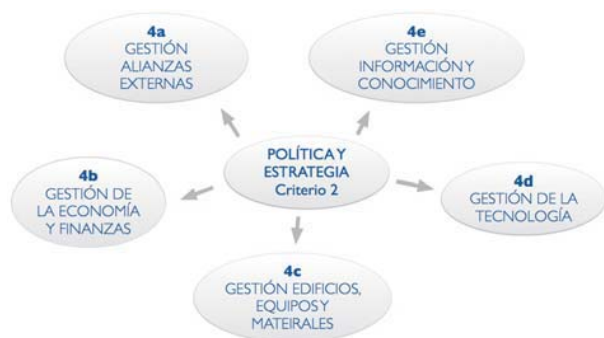 4a
GESTIÓN
ALIANZAS
EXTERNAS
4e
GESTIÓN
INFORMACIÓN Y
CONOCIMIENTO
POLÍTICA Y
ESTRATEGIA
Criterio 2
4b
GESTIÓN DE
LA ECONOMÍA
Y FINANZAS
4d
GESTIÓN DE LA
TECNOLOGÍA
4c
GESTIÓN EDIFICIOS,
EQUIPOS Y
MATEIRALES